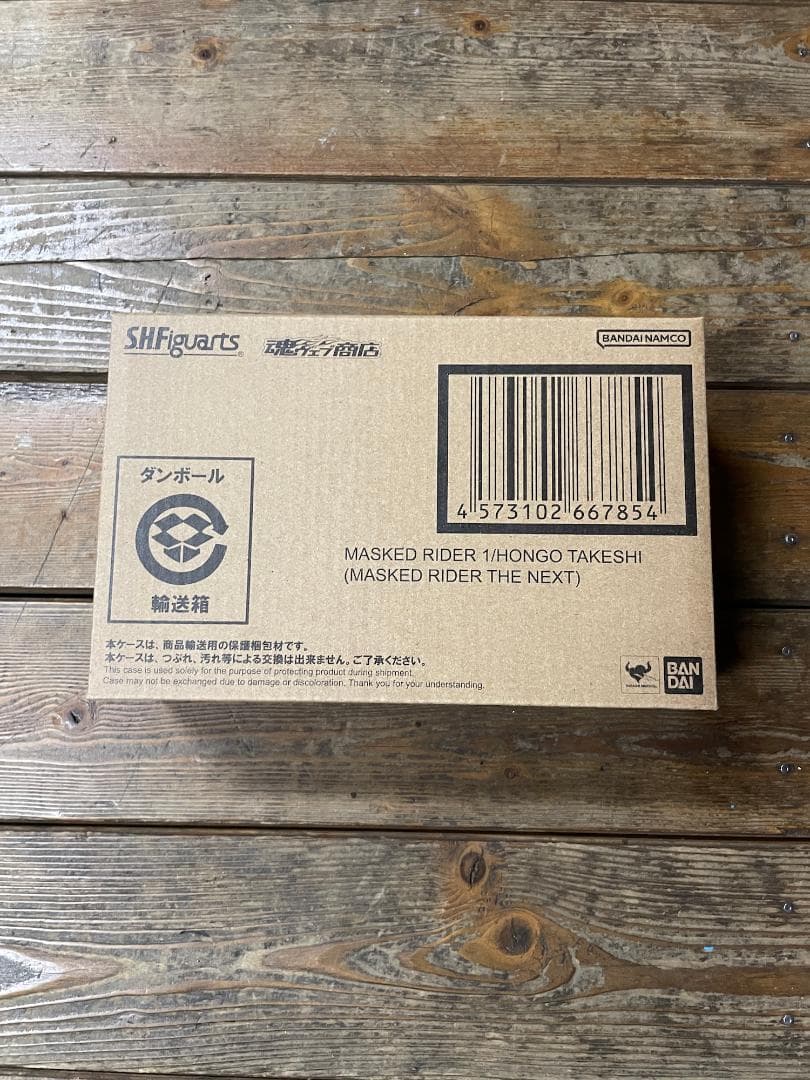 S.H.Figuarts®
魂ウェブ商店
BANDAI NAMCO
4 573102 667854
MASKED RIDER 1/HONGO TAKESHI
(MASKED RIDER THE NEXT)
ダンボール
輸送箱
本ケースは、商品輸送用の保護梱包材です。
本ケースは、つぶれ、汚れ等による交換は出来ません。ご了承ください。
This case is used solely for the purpose of protecting product during shipment.
Case may not be exchanged due to damage or discoloration. Thank you for your understanding.
BAN
DAI